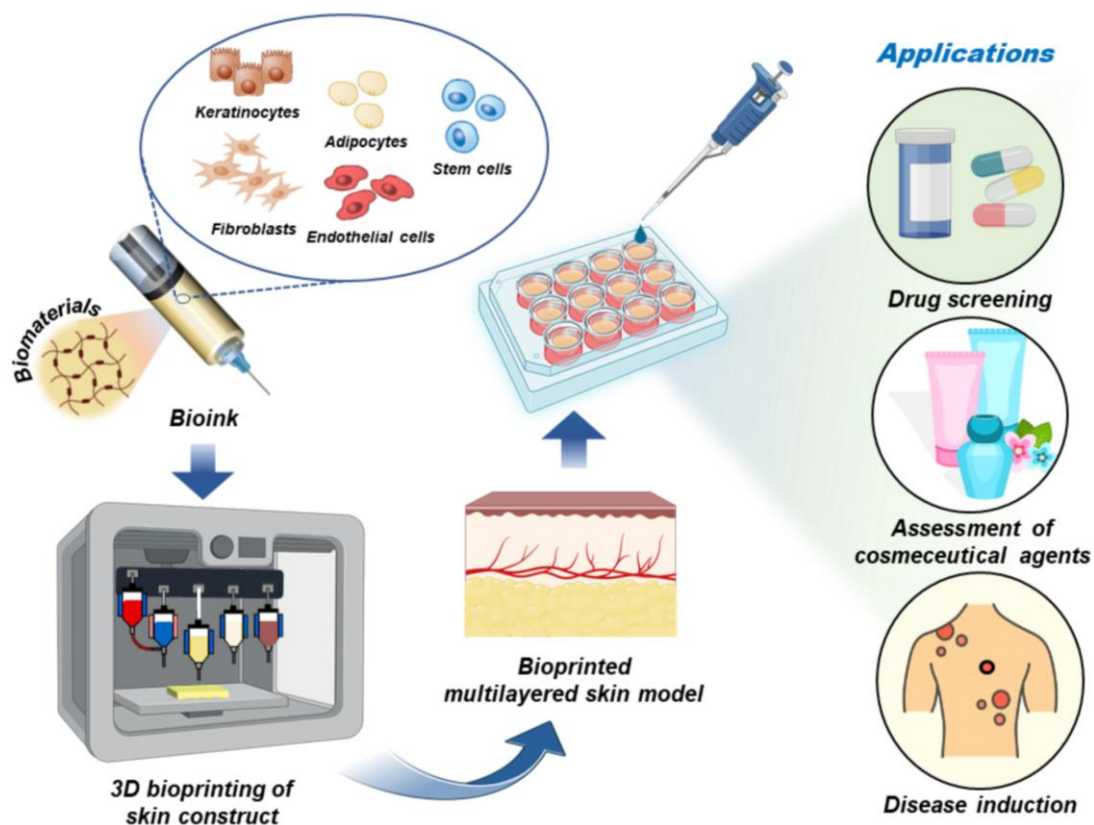 Keratinocytes
Adipocytes
Stem cells
Fibroblasts
Endothelial cells
Biomaterials
Bioink
3D bioprinting of
skin construct
Bioprinted
multilayered skin model
Applications
Drug screening
Assessment of
cosmeceutical agents
Disease induction